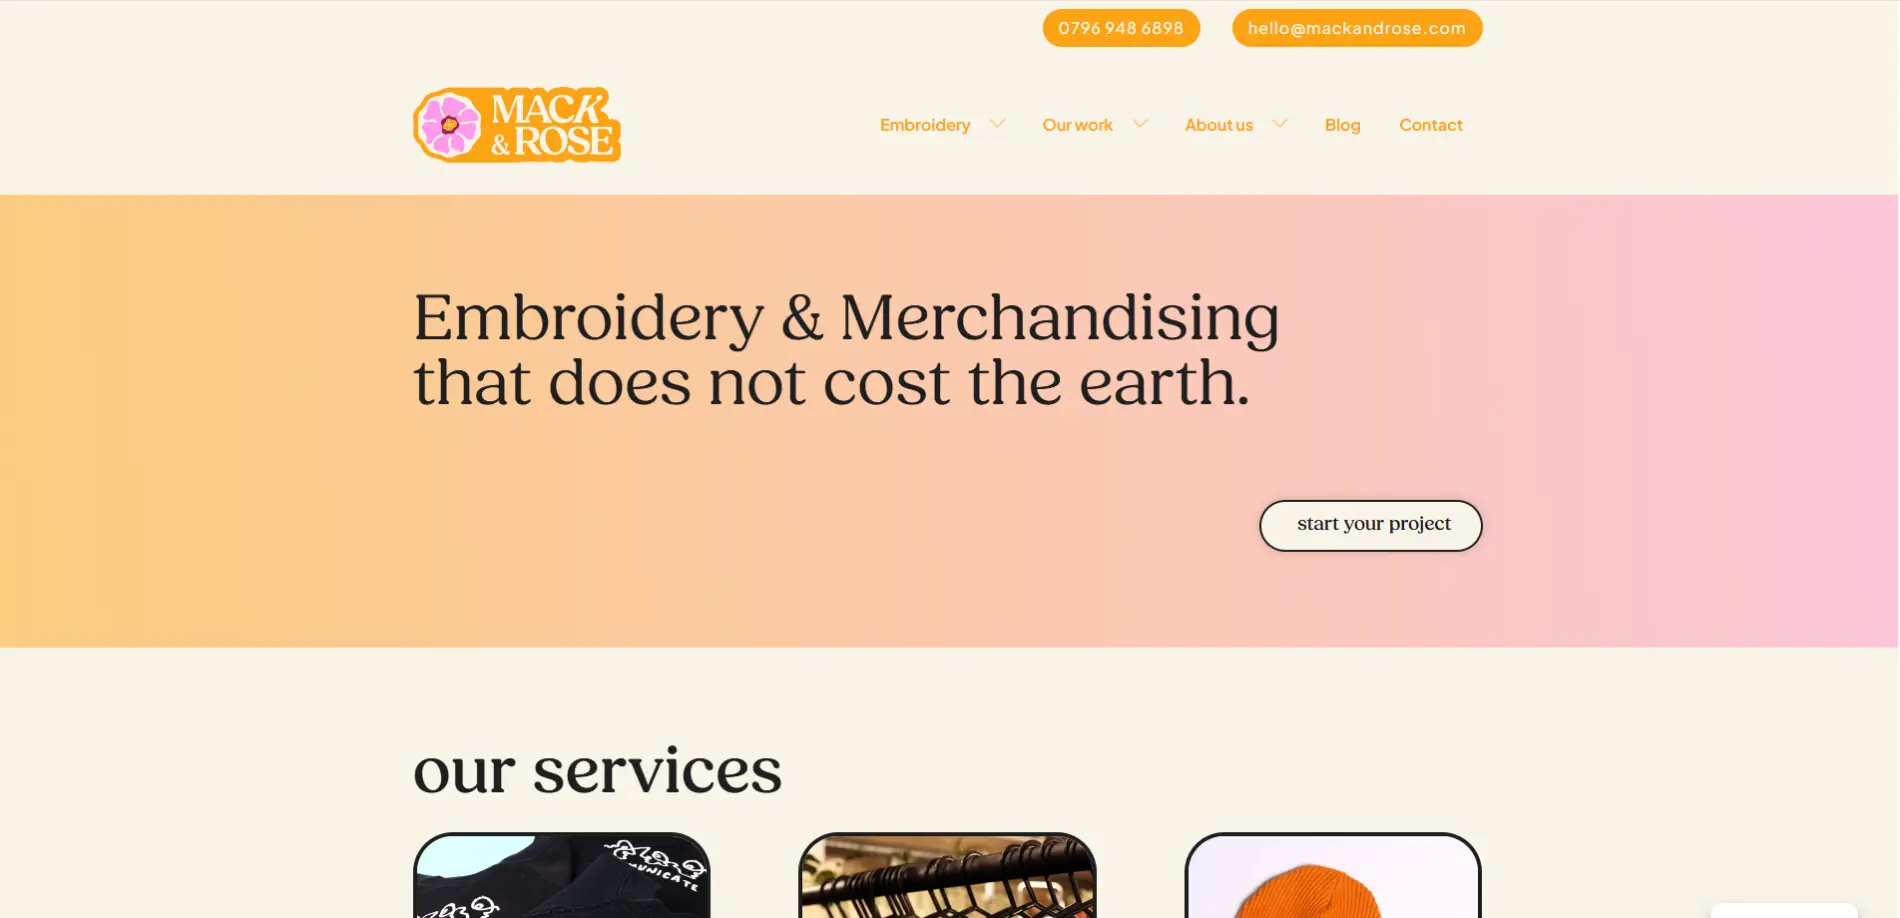 0796 948 6898
hello@mackandrose.com
MACK
& ROSE
Embroidery
Our work
About us
Blog
Contact
Embroidery & Merchandising
that does not cost the earth.
start your project
our services
UNICATE